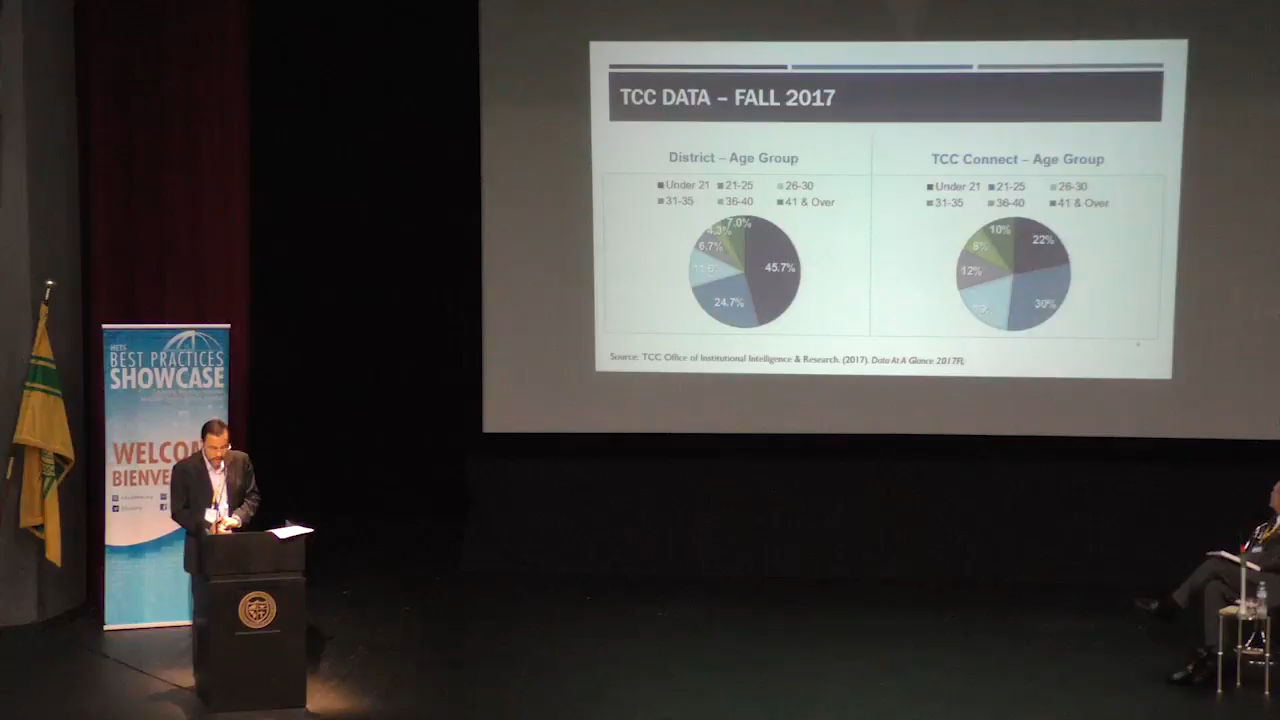 TCC DATA – FALL 2017
District – Age Group
Under 21 21-25 26-30
31-35 36-40 41 & Over
7.0%
4.3%
6.7%
45.7%
24.7%
TCC Connect – Age Group
Under 21 21-25 26-30
31-35 36-40 41 & Over
10%
22%
8%
12%
30%
Source: TCC Office of Institutional Intelligence & Research. (2017). Data At A Glance 2017FL
HETS
BEST PRACTICES
SHOWCASE
WELCO
BIENVE